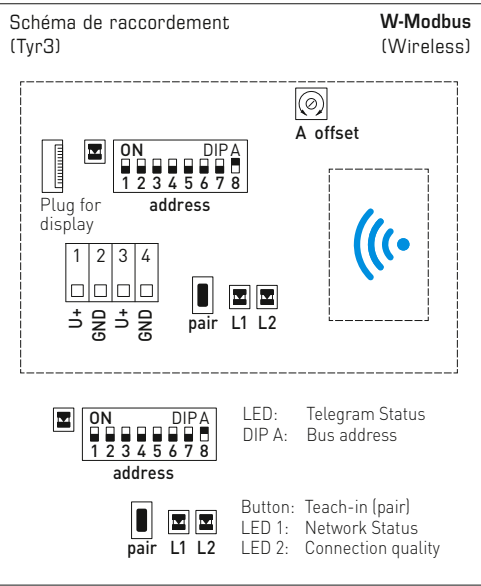 Schéma de raccordement W-Modbus
(Tyr3) (Wireless)
A offset
ON DIP A
1 2 3 4 5 6 7 8
address
Plug for
display
1 2 3 4
U+ GND U+ GND
pair L1 L2
ON DIP A
1 2 3 4 5 6 7 8
address
LED: Telegram Status
DIP A: Bus address
pair L1 L2
Button: Teach-in (pair)
LED 1: Network Status
LED 2: Connection quality